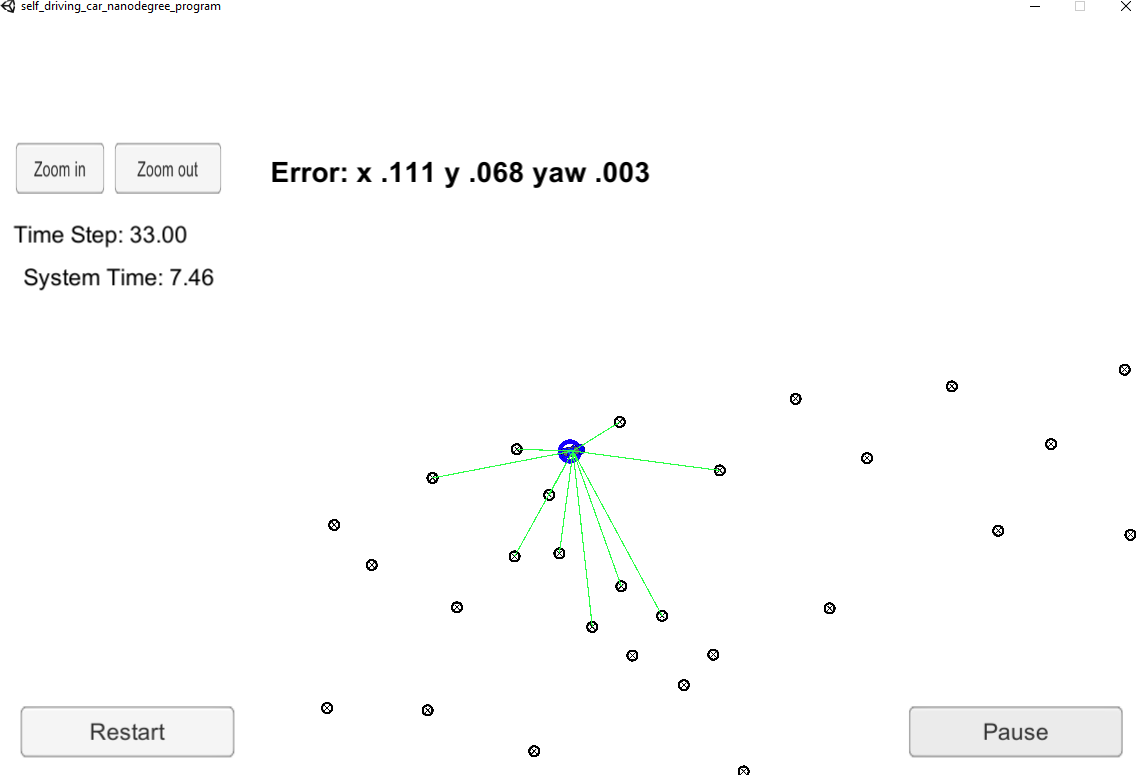 self_driving_car_nanodegree_program
Zoom in
Zoom out
Error: x .111 y .068 yaw .003
Time Step: 33.00
System Time: 7.46
Restart
Pause